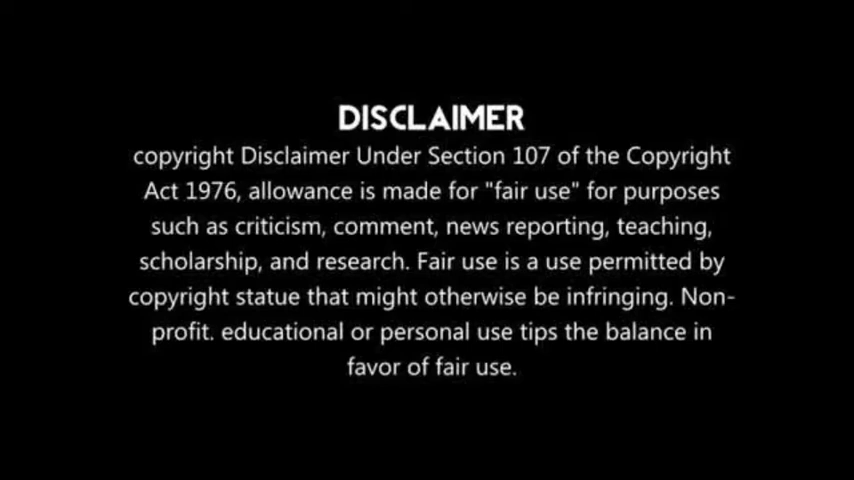 DISCLAIMER
copyright Disclaimer Under Section 107 of the Copyright
Act 1976, allowance is made for "fair use" for purposes
such as criticism, comment, news reporting, teaching,
scholarship, and research. Fair use is a use permitted by
copyright statue that might otherwise be infringing. Non-
profit. educational or personal use tips the balance in
favor of fair use.